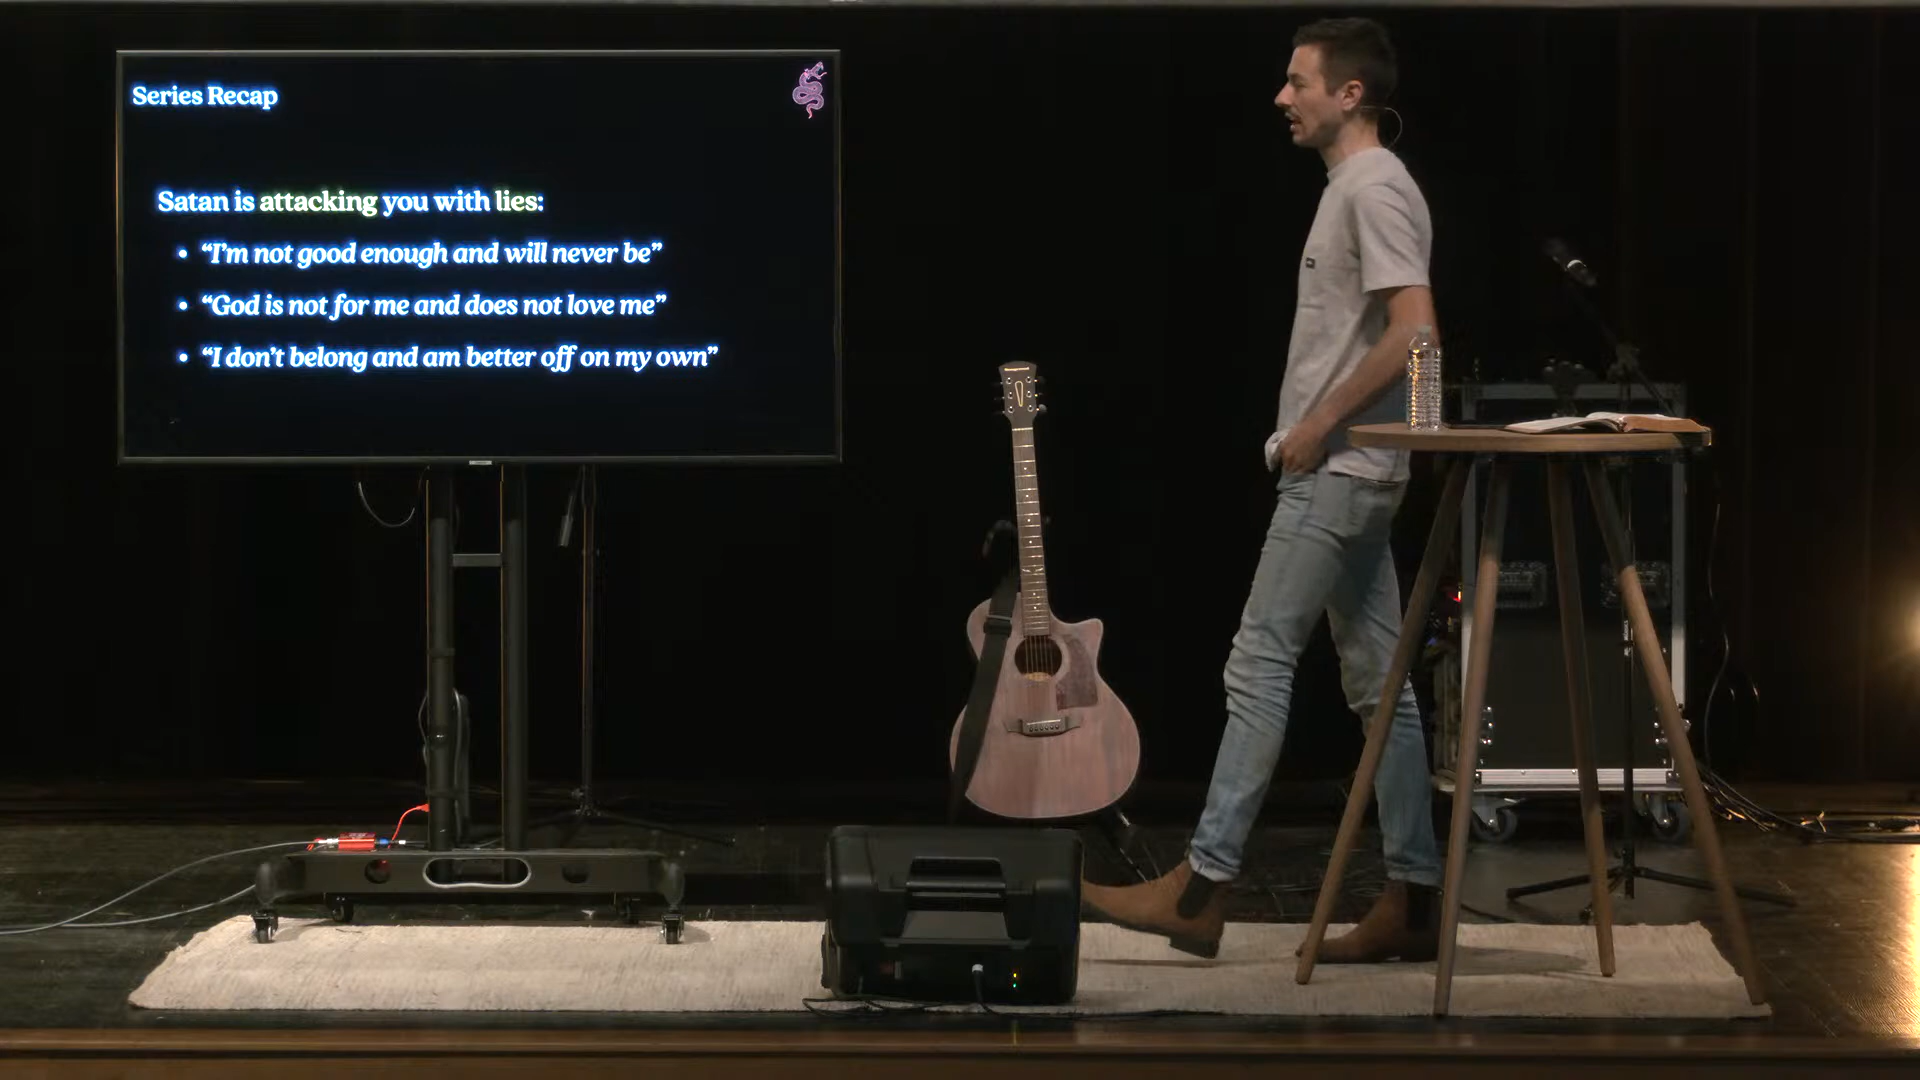 Series Recap
Satan is attacking you with lies:
• “I’m not good enough and will never be”
• “God is not for me and does not love me”
• “I don’t belong and am better off on my own”